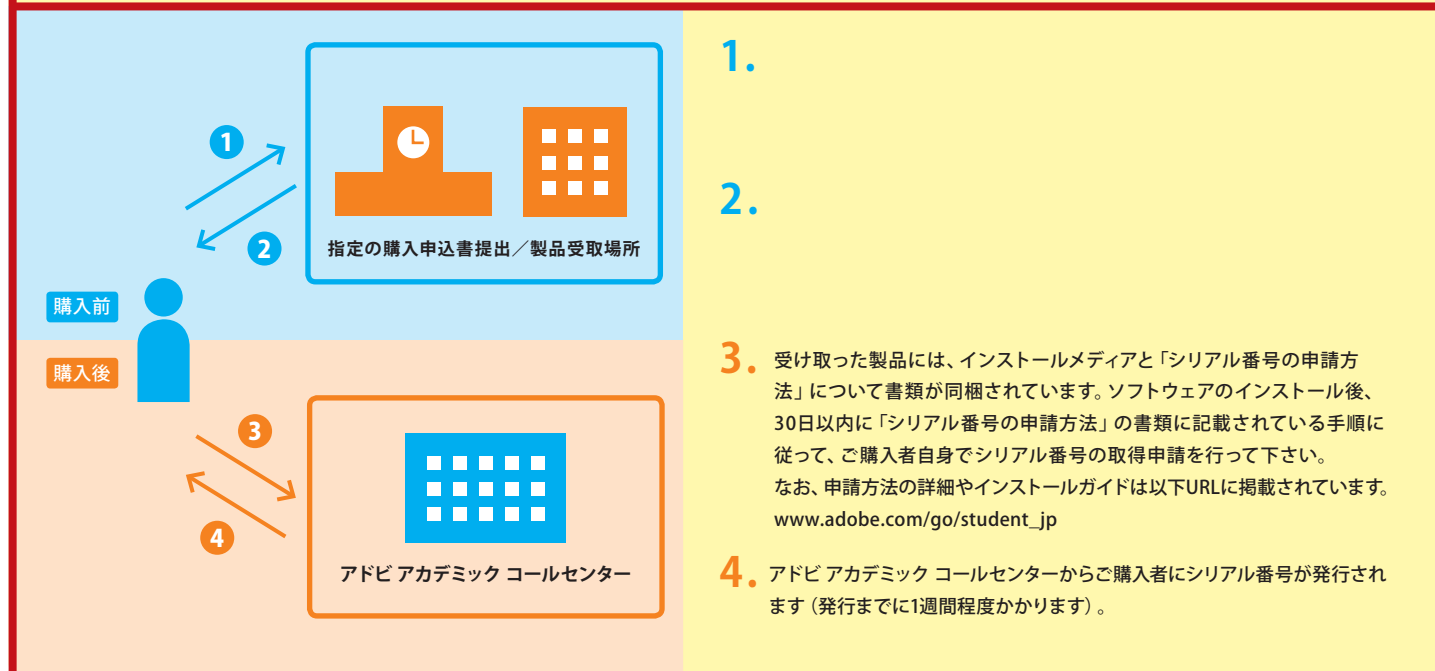 1
2
指定の購入申込書提出／製品受取場所
購入前
購入後
3
4
アドビ アカデミック コールセンター
1.
2.
3. 受け取った製品には、インストールメディアと「シリアル番号の申請方
法」について書類が同梱されています。ソフトウェアのインストール後、
30日以内に「シリアル番号の申請方法」の書類に記載されている手順に
従って、ご購入者自身でシリアル番号の取得申請を行って下さい。
なお、申請方法の詳細やインストールガイドは以下URLに掲載されています。
www.adobe.com/go/student_jp
4. アドビ アカデミック コールセンターからご購入者にシリアル番号が発行され
ます（発行までに1週間程度かかります）。